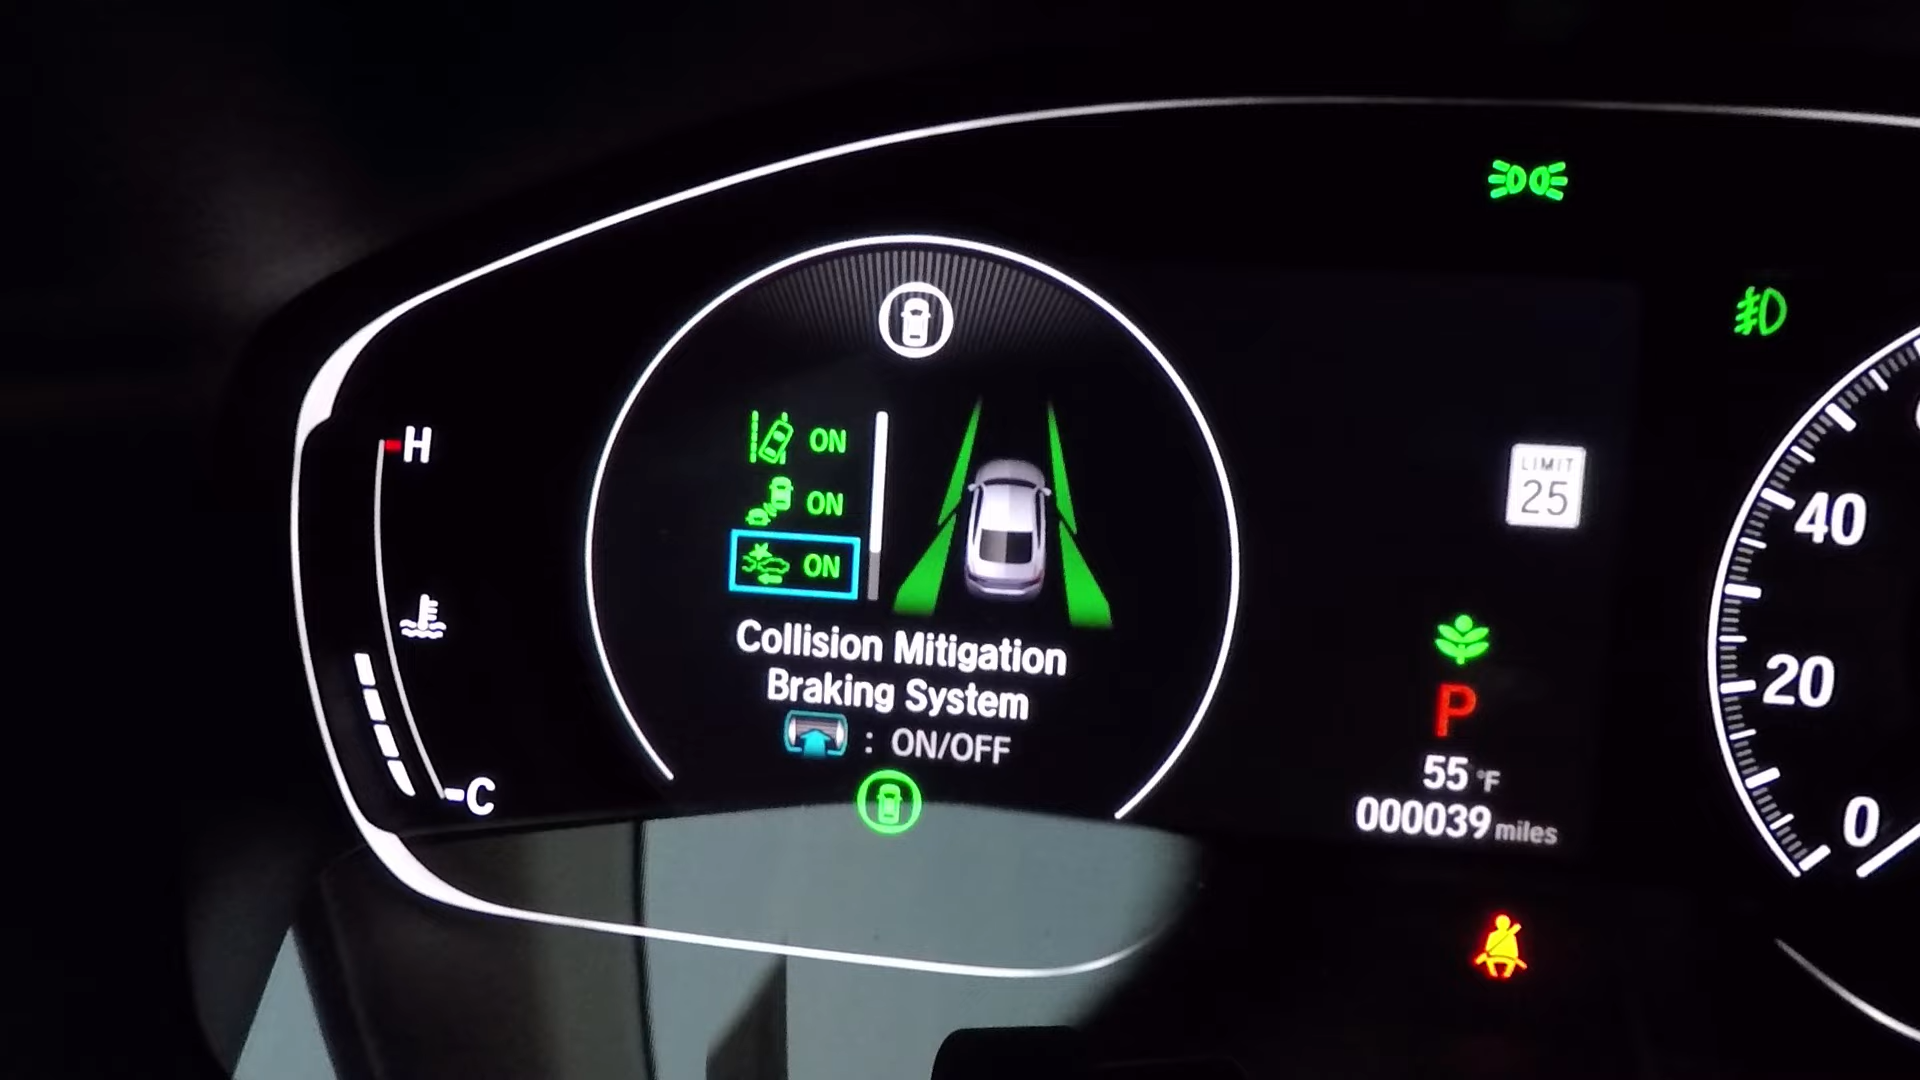 H
C
ON
ON
ON
Collision Mitigation
Braking System
: ON/OFF
LIMIT
25
P
55 °F
000039 miles
40
20
0